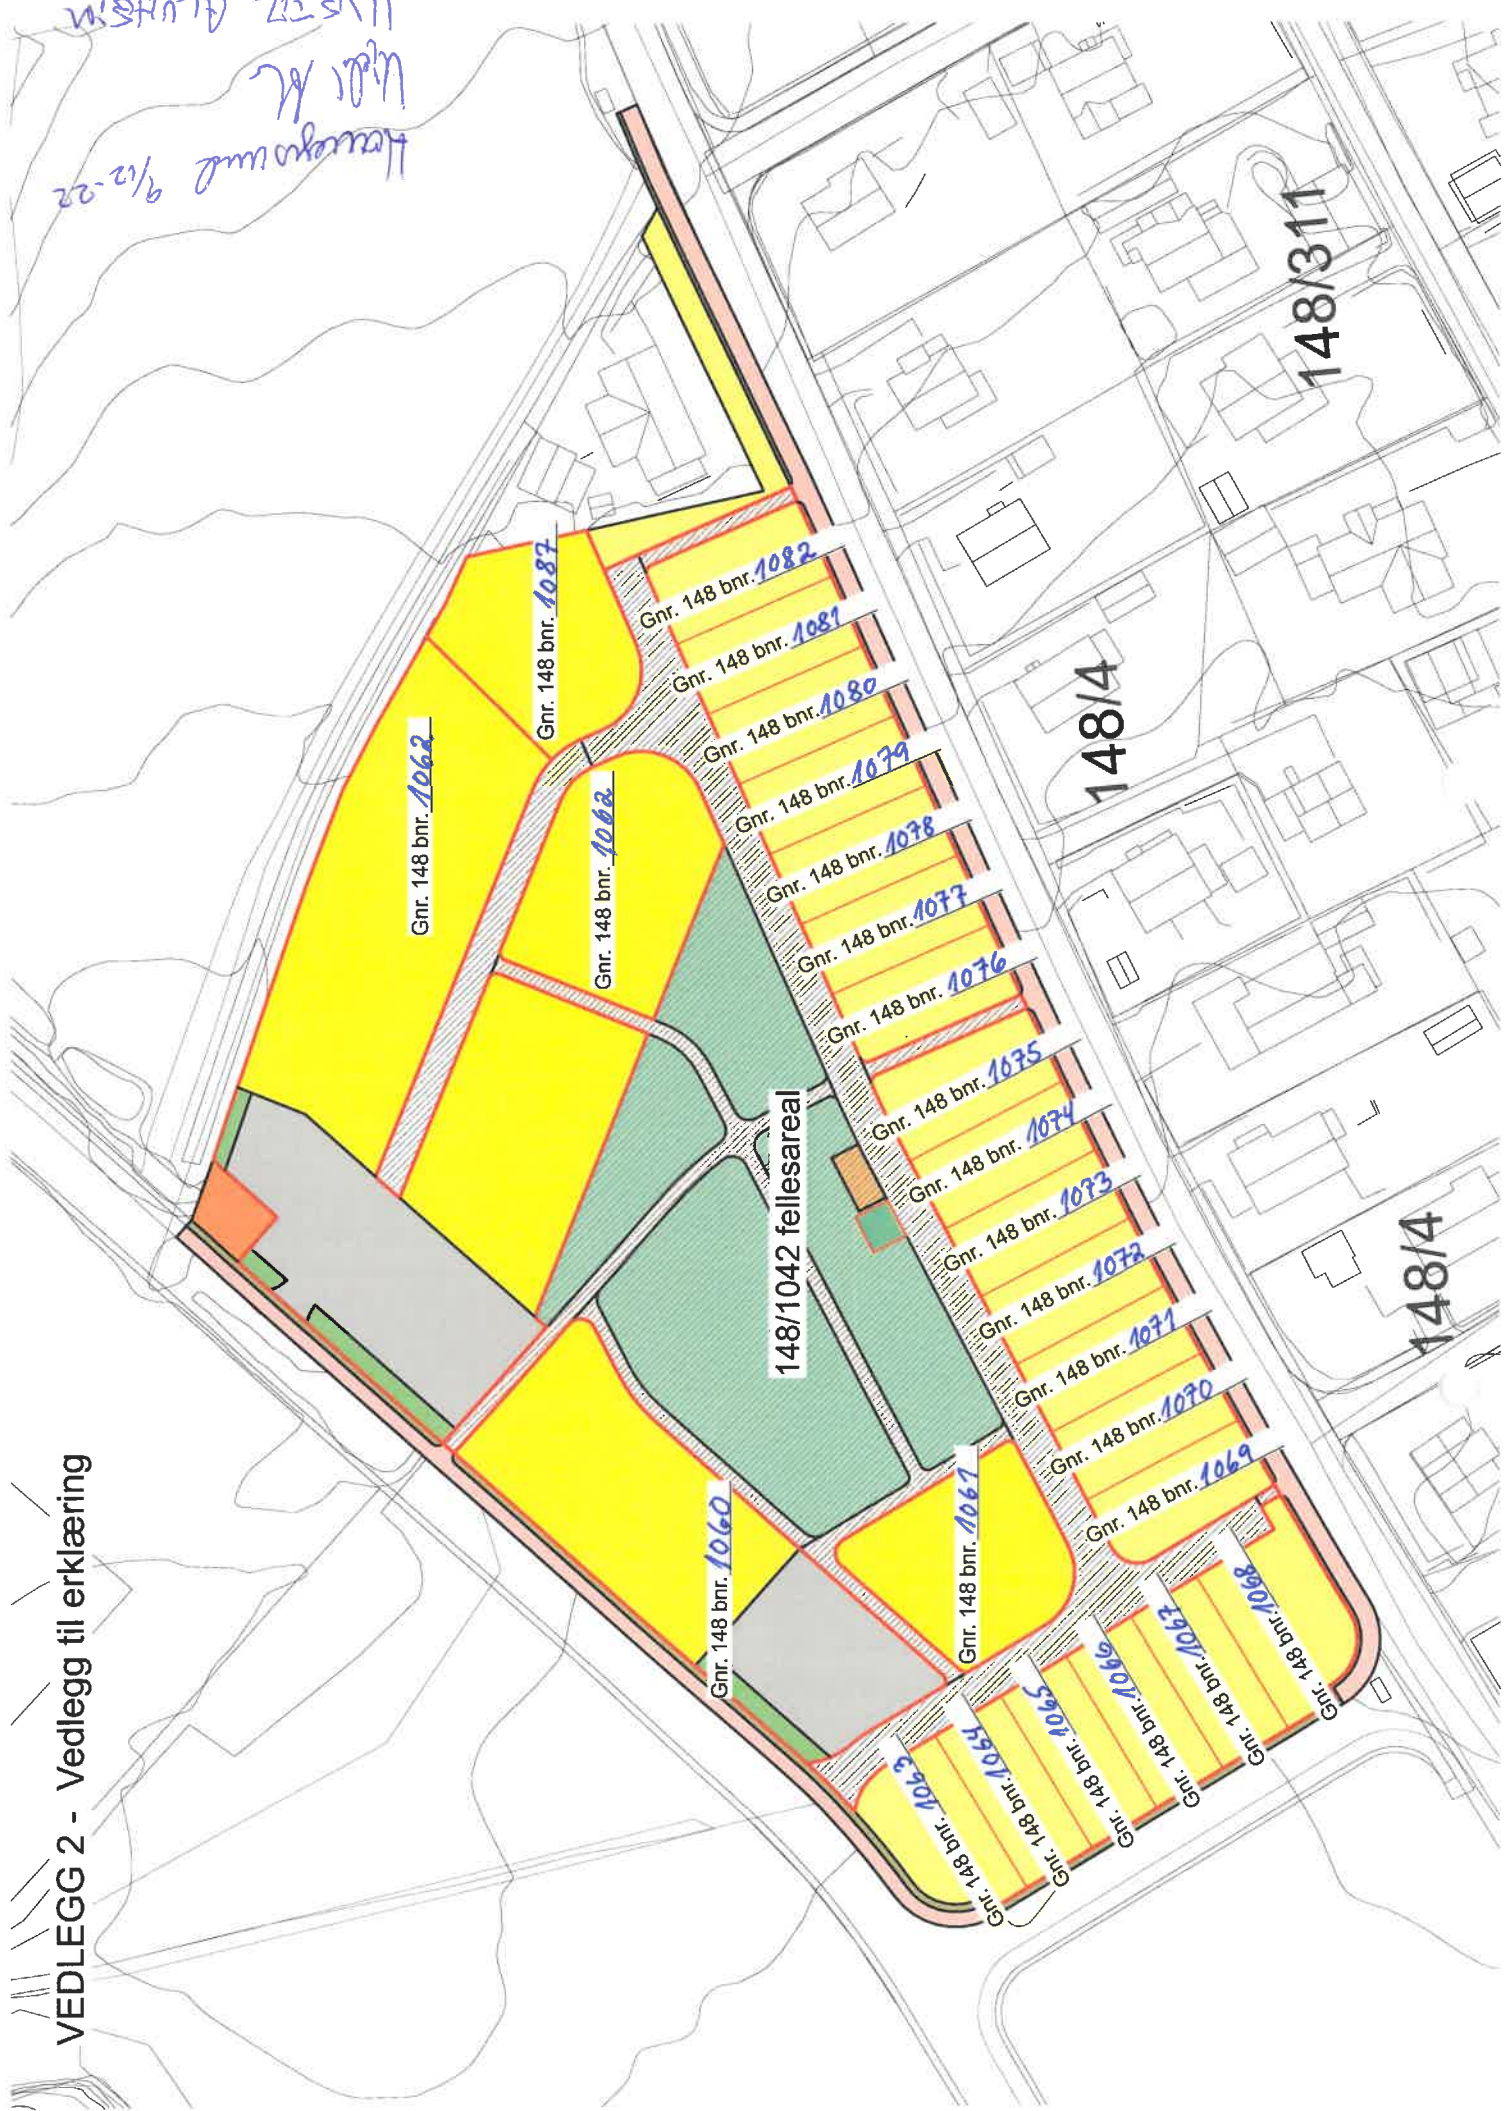 VEDLEGG 2 - Vedlegg til erklæring
Gnr. 148 bnr. 1062
Gnr. 148 bnr. 1087
Gnr. 148 bnr. 1062
Gnr. 148 bnr. 1060
Gnr. 148 bnr. 1061
148/1042 fellesareal
Gnr. 148 bnr. 1063
Gnr. 148 bnr. 1064
Gnr. 148 bnr. 1065
Gnr. 148 bnr. 1066
Gnr. 148 bnr. 1067
Gnr. 148 bnr. 1068
Gnr. 148 bnr. 1069
Gnr. 148 bnr. 1070
Gnr. 148 bnr. 1071
Gnr. 148 bnr. 1072
Gnr. 148 bnr. 1073
Gnr. 148 bnr. 1074
Gnr. 148 bnr. 1075
Gnr. 148 bnr. 1076
Gnr. 148 bnr. 1077
Gnr. 148 bnr. 1078
Gnr. 148 bnr. 1079
Gnr. 148 bnr. 1080
Gnr. 148 bnr. 1081
Gnr. 148 bnr. 1082
148/4
148/4
148/311
9/12-22